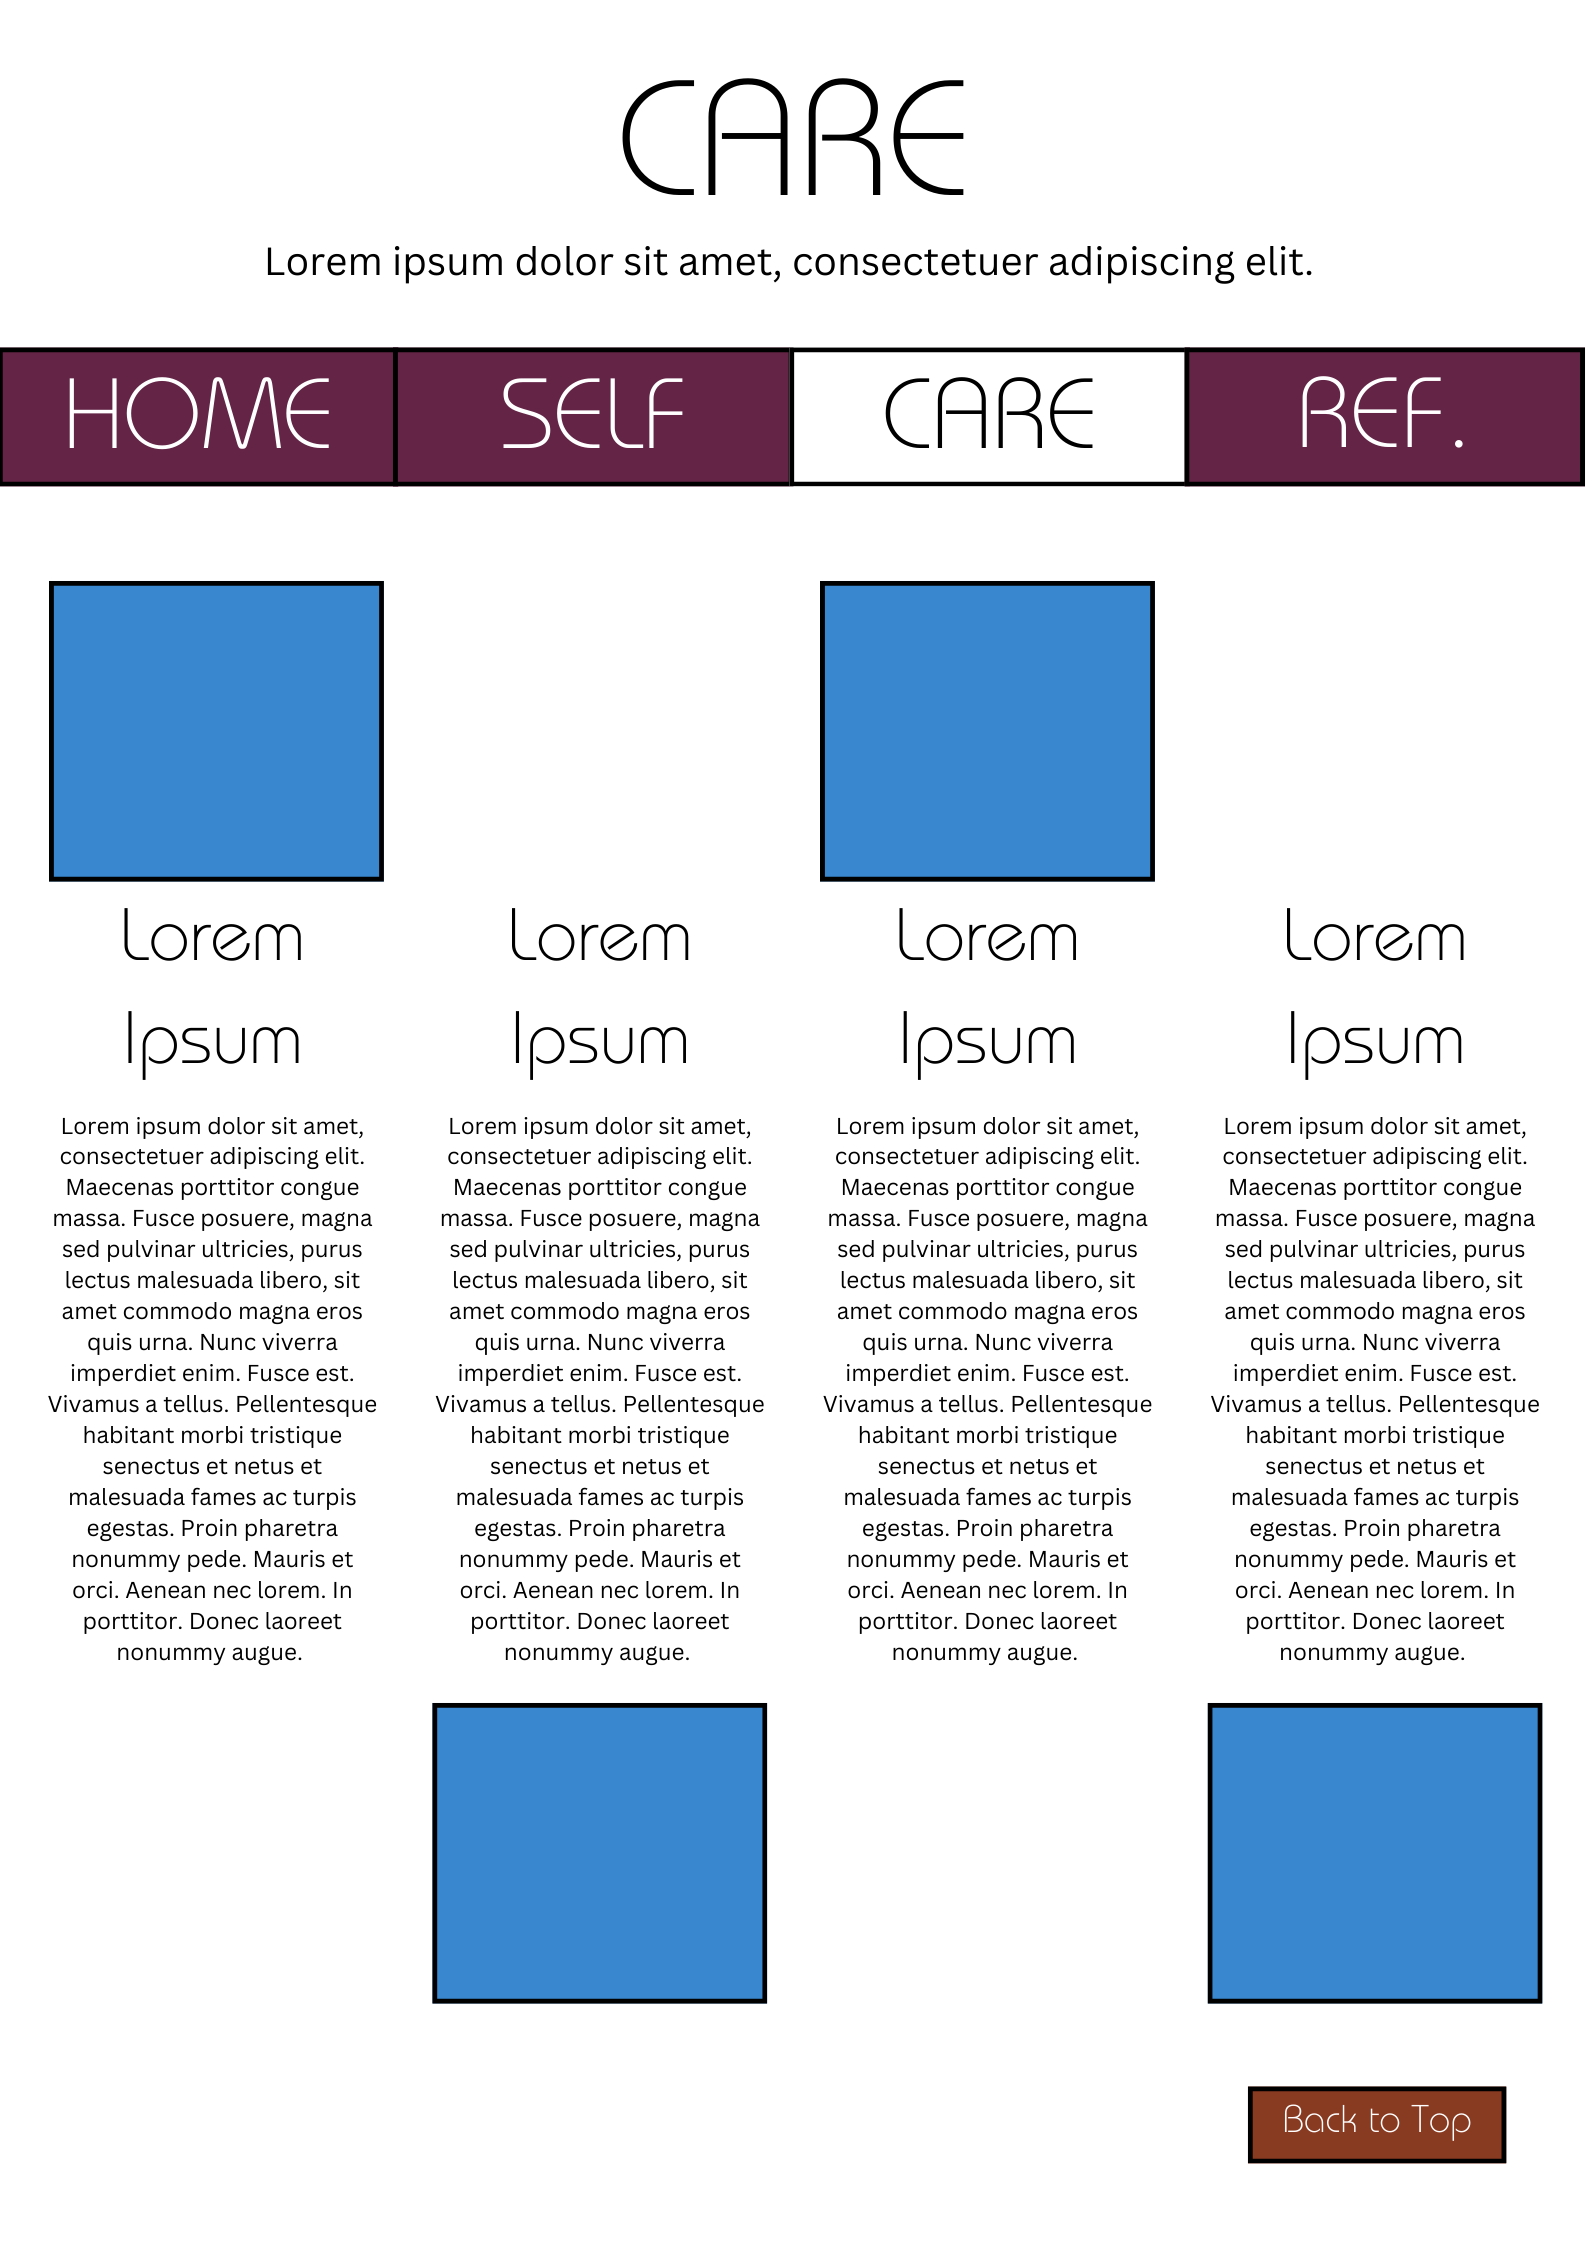 CARE
Lorem ipsum dolor sit amet, consectetuer adipiscing elit.
HOME
SELF
CARE
REF.
Lorem
Ipsum
Lorem ipsum dolor sit amet,
consectetuer adipiscing elit.
Maecenas porttitor congue
massa. Fusce posuere, magna
sed pulvinar ultricies, purus
lectus malesuada libero, sit
amet commodo magna eros
quis urna. Nunc viverra
imperdiet enim. Fusce est.
Vivamus a tellus. Pellentesque
habitant morbi tristique
senectus et netus et
malesuada fames ac turpis
egestas. Proin pharetra
nonummy pede. Mauris et
orci. Aenean nec lorem. In
porttitor. Donec laoreet
nonummy augue.
Lorem
Ipsum
Lorem ipsum dolor sit amet,
consectetuer adipiscing elit.
Maecenas porttitor congue
massa. Fusce posuere, magna
sed pulvinar ultricies, purus
lectus malesuada libero, sit
amet commodo magna eros
quis urna. Nunc viverra
imperdiet enim. Fusce est.
Vivamus a tellus. Pellentesque
habitant morbi tristique
senectus et netus et
malesuada fames ac turpis
egestas. Proin pharetra
nonummy pede. Mauris et
orci. Aenean nec lorem. In
porttitor. Donec laoreet
nonummy augue.
Lorem
Ipsum
Lorem ipsum dolor sit amet,
consectetuer adipiscing elit.
Maecenas porttitor congue
massa. Fusce posuere, magna
sed pulvinar ultricies, purus
lectus malesuada libero, sit
amet commodo magna eros
quis urna. Nunc viverra
imperdiet enim. Fusce est.
Vivamus a tellus. Pellentesque
habitant morbi tristique
senectus et netus et
malesuada fames ac turpis
egestas. Proin pharetra
nonummy pede. Mauris et
orci. Aenean nec lorem. In
porttitor. Donec laoreet
nonummy augue.
Lorem
Ipsum
Lorem ipsum dolor sit amet,
consectetuer adipiscing elit.
Maecenas porttitor congue
massa. Fusce posuere, magna
sed pulvinar ultricies, purus
lectus malesuada libero, sit
amet commodo magna eros
quis urna. Nunc viverra
imperdiet enim. Fusce est.
Vivamus a tellus. Pellentesque
habitant morbi tristique
senectus et netus et
malesuada fames ac turpis
egestas. Proin pharetra
nonummy pede. Mauris et
orci. Aenean nec lorem. In
porttitor. Donec laoreet
nonummy augue.
Back to Top